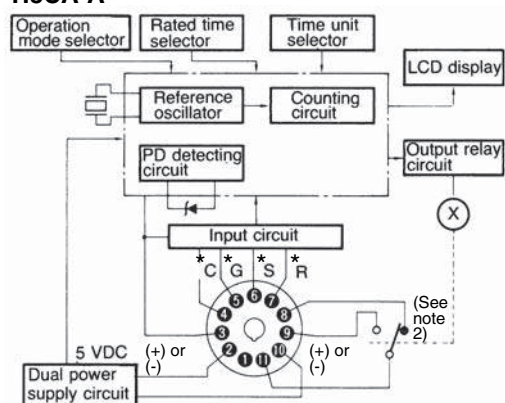 Operation
mode selector
Rated time
selector
Time unit
selector
LCD display
Reference
oscillator
Counting
circuit
Output relay
circuit
PD detecting
circuit
X
Input circuit
* C * G * S * R
(See
note
2)
5 6 7
4 8
3 9
2 10
1 11
5 VDC
(+) or
(-)
(+) or
(-)
Dual power
supply circuit